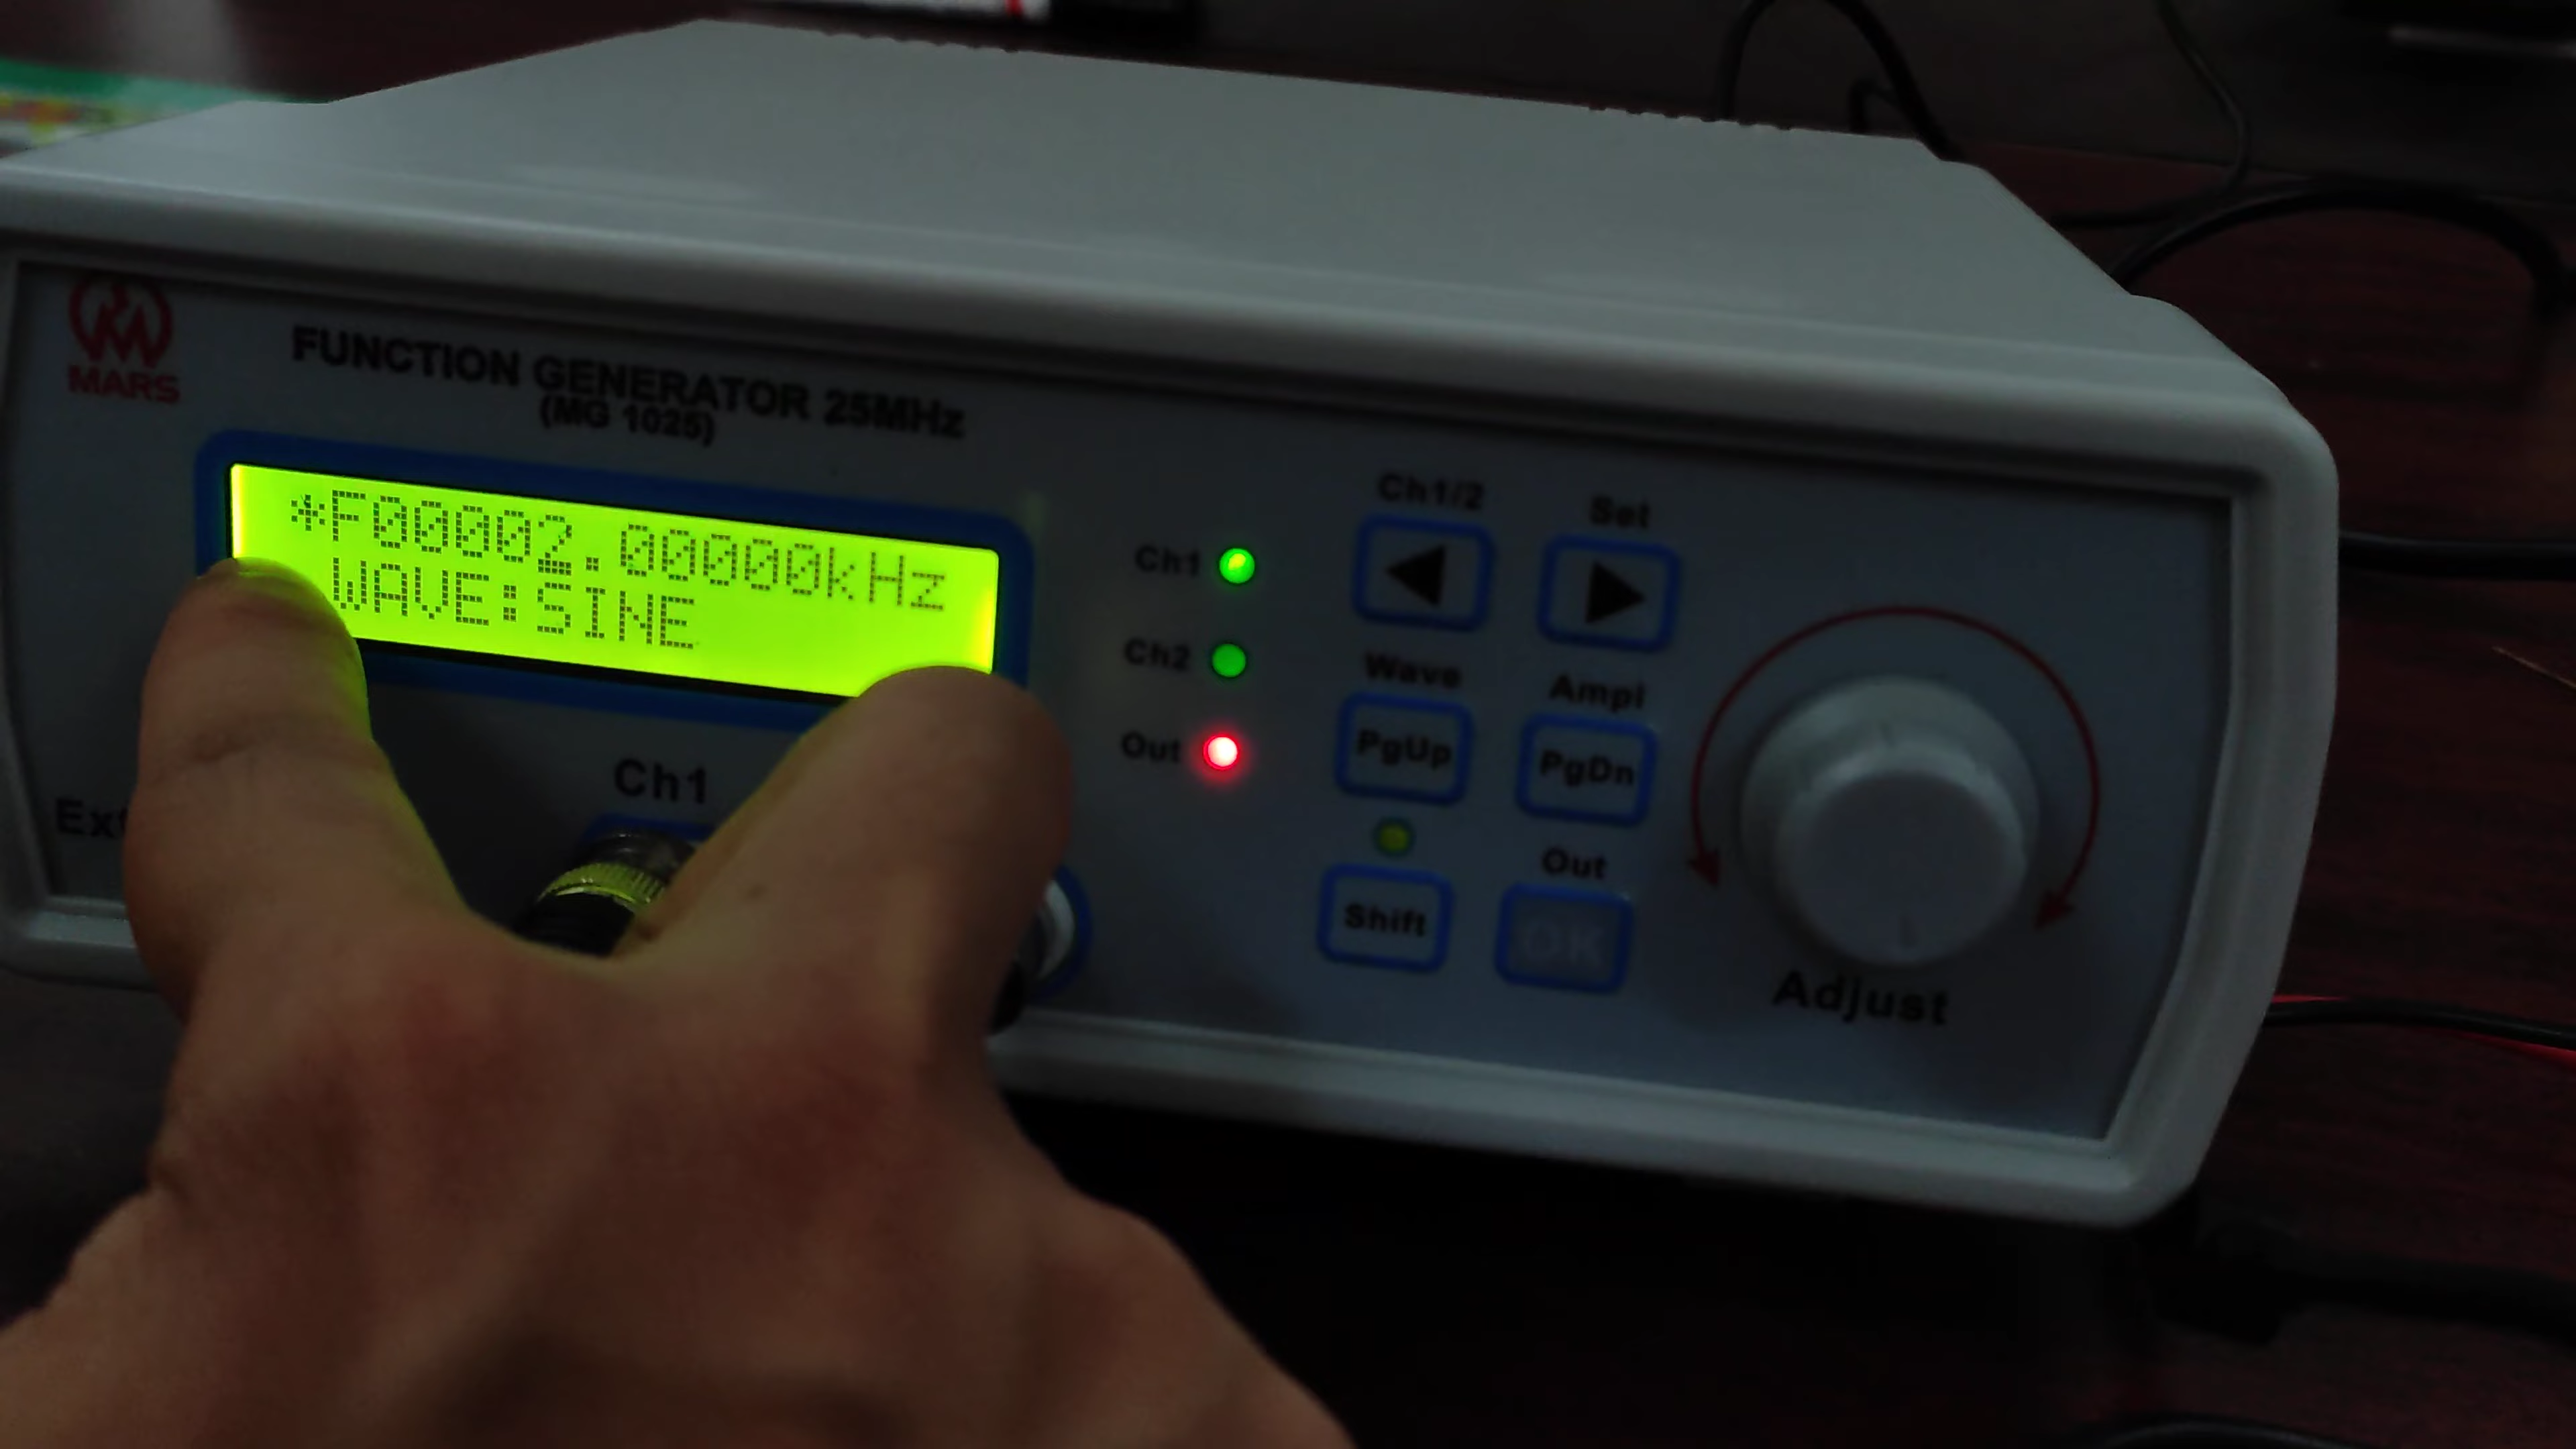 MARS
FUNCTION GENERATOR 25MHz
(MG 1025)
*F00002.00000kHz
WAVE:SINE
Ch1
Ch1
Ch2
Out
Ch1/2
Set
Wave
Ampl
PgUp
PgDn
Out
Shift
OK
Adjust